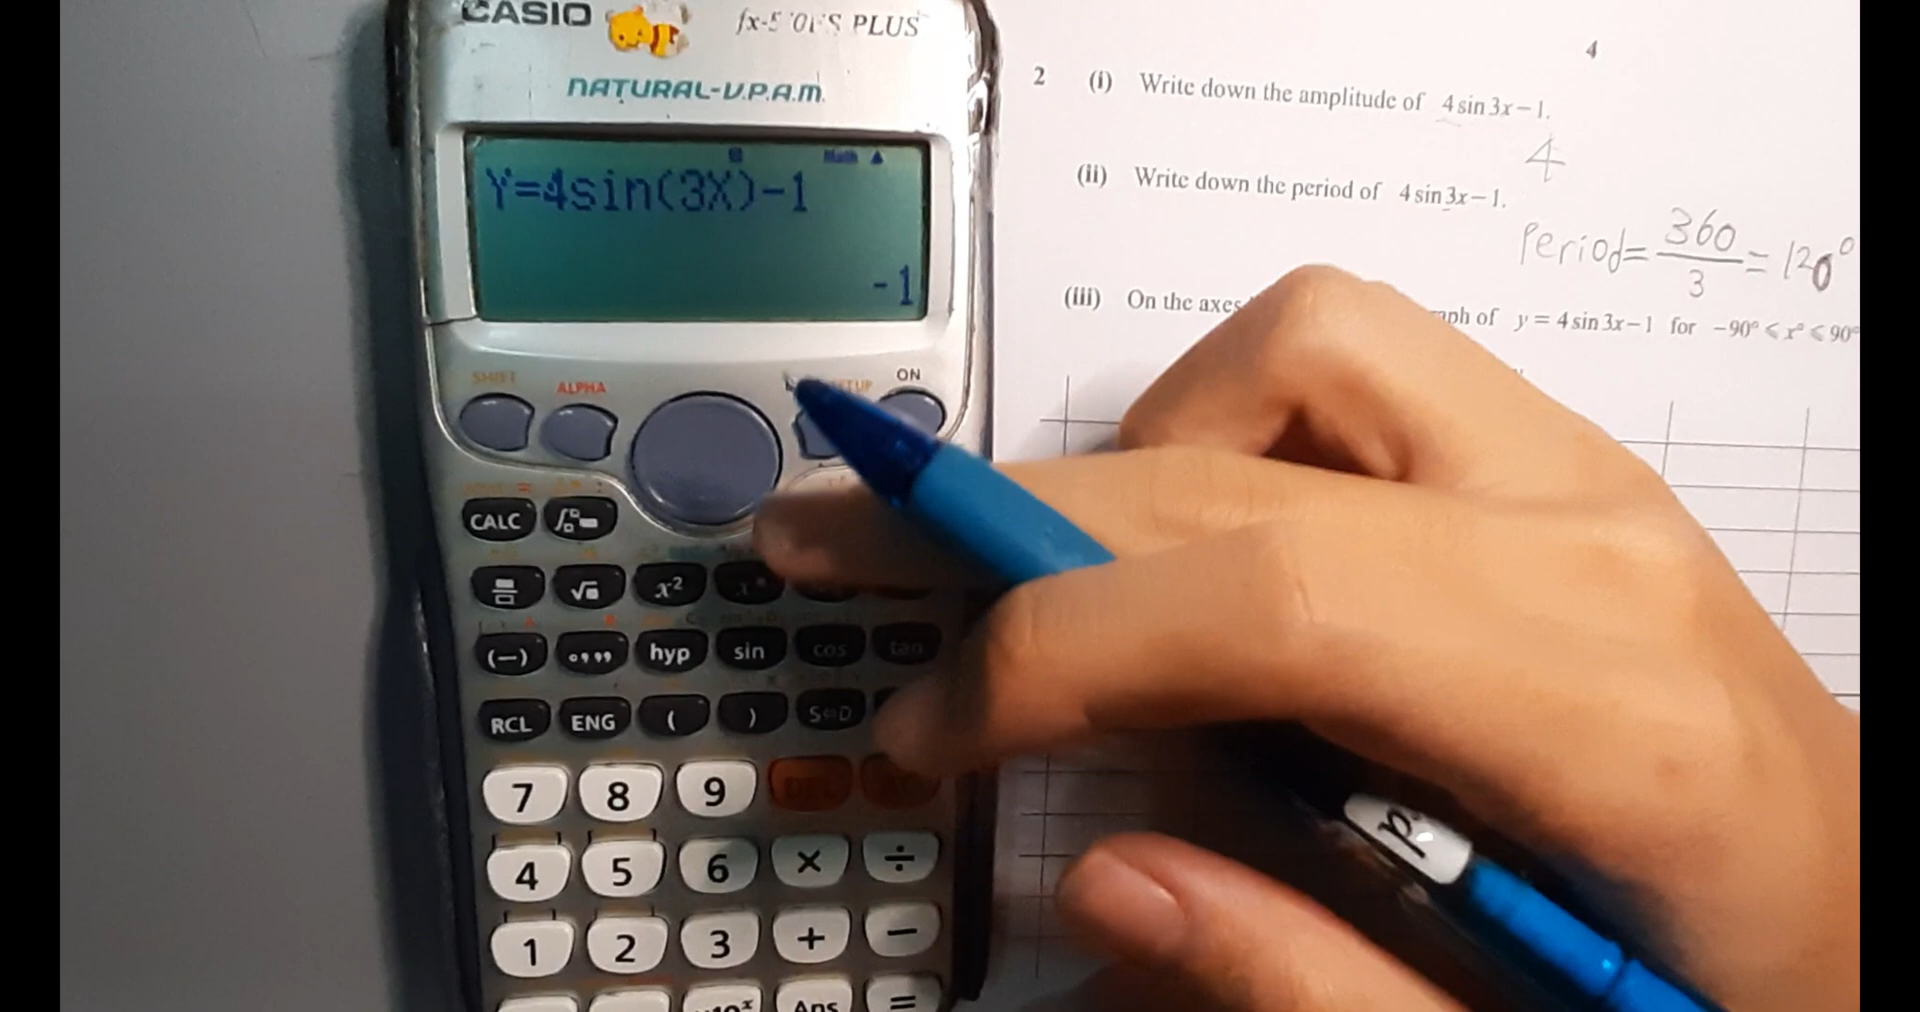 CASIO
PLUS
NATURAL-V.P.A.M.
Math ▲
Y=4sin(3X)-1
-1
SHIFT
ALPHA
ON
CALC
x²
(−) hyp sin cos tan
RCL ENG ( ) S⇔D
7 8 9 DEL
4 5 6 × ÷
1 2 3 + −
Ans =
4
2 (i) Write down the amplitude of 4 sin 3x − 1.
4
(ii) Write down the period of 4 sin 3x − 1.
Period = 360/3 = 120°
(iii) On the axes of y = 4 sin 3x − 1 for −90° ⩽ x° ⩽ 90°